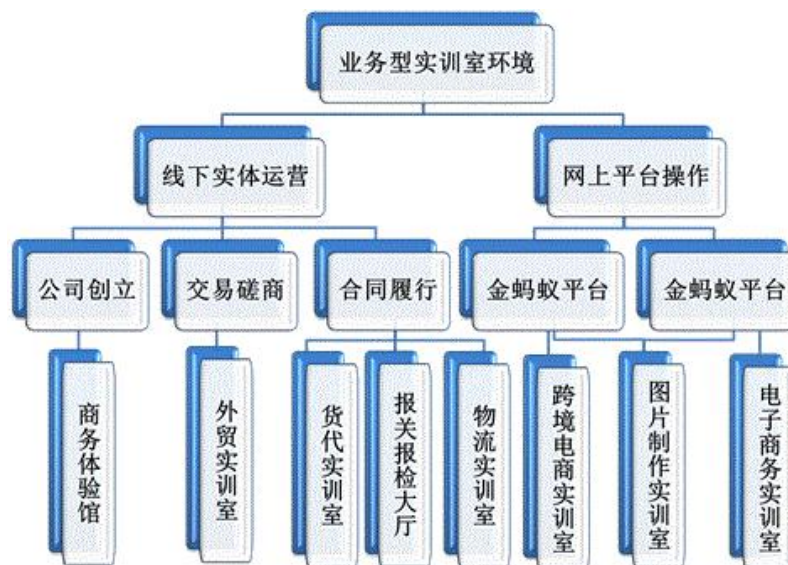 业务型实训室环境
线下实体运营
网上平台操作
公司创立
交易磋商
合同履行
金蚂蚁平台
金蚂蚁平台
商务体验馆
外贸实训室
货代实训室
报关报检大厅
物流实训室
跨境电商实训室
图片制作实训室
电子商务实训室